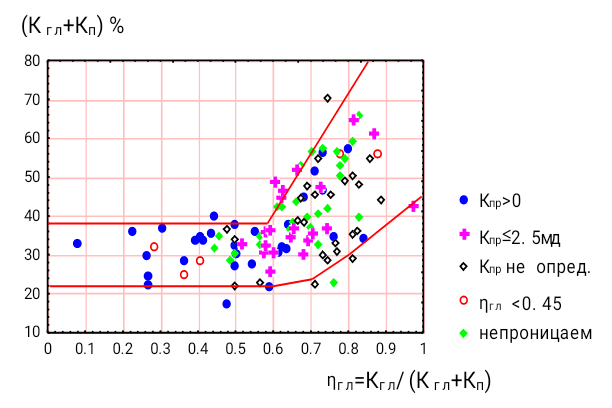 (К гл+Кп) %
80
70
60
50
40
30
20
10
0 0.1 0.2 0.3 0.4 0.5 0.6 0.7 0.8 0.9 1
Кпр>0
Кпр≤2.5мд
Кпр не опред.
ηгл <0.45
непроницаем
ηгл=Кгл/(К гл+Кп)